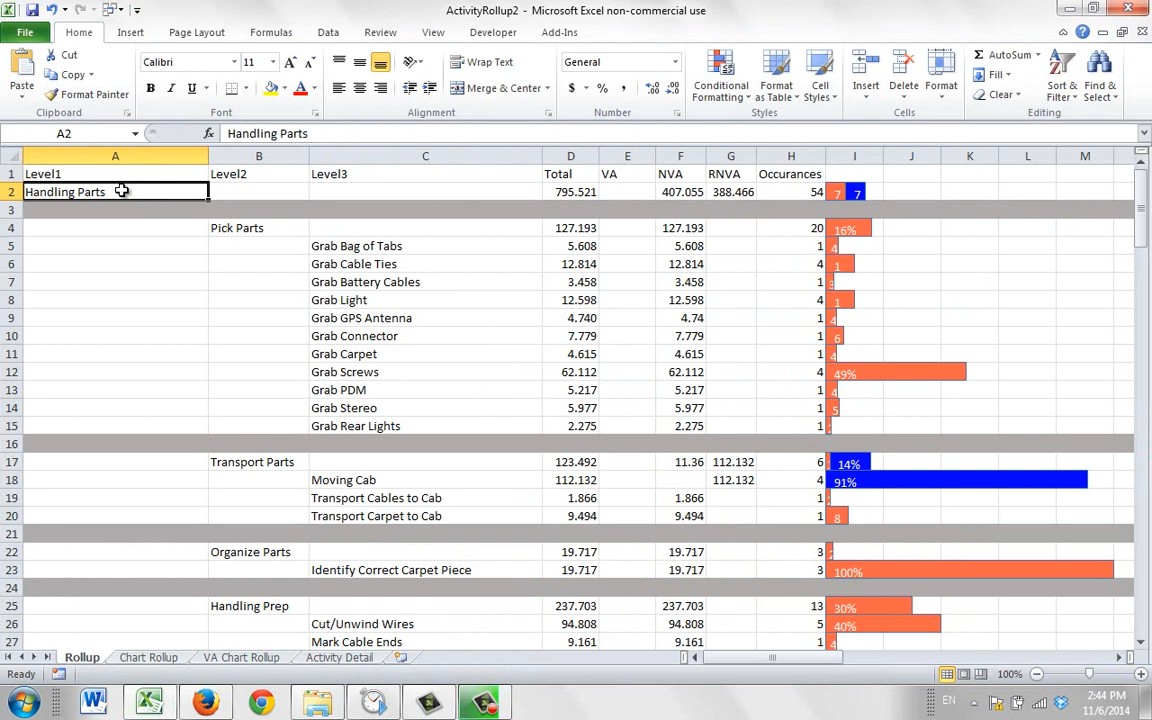 ActivityRollup2 - Microsoft Excel non-commercial use
File Home Insert Page Layout Formulas Data Review View Developer Add-Ins
Paste Cut Copy Format Painter Clipboard
Calibri 11 B I U Font
Wrap Text Merge & Center Alignment
General $ % , Number
Conditional Formatting Format as Table Cell Styles Styles
Insert Delete Format Cells
AutoSum Fill Clear Sort & Filter Find & Select Editing
A2 fx Handling Parts
A B C D E F G H I J K L M
1 Level1 Level2 Level3 Total VA NVA RNVA Occurances
2 Handling Parts 795.521 407.055 388.466 54 7 7
3
4 Pick Parts 127.193 127.193 20 16%
5 Grab Bag of Tabs 5.608 5.608 1 4
6 Grab Cable Ties 12.814 12.814 4 1
7 Grab Battery Cables 3.458 3.458 1
8 Grab Light 12.598 12.598 4 1
9 Grab GPS Antenna 4.740 4.74 1 4
10 Grab Connector 7.779 7.779 1 6
11 Grab Carpet 4.615 4.615 1 4
12 Grab Screws 62.112 62.112 4 49%
13 Grab PDM 5.217 5.217 1 4
14 Grab Stereo 5.977 5.977 1 5
15 Grab Rear Lights 2.275 2.275 1
16
17 Transport Parts 123.492 11.36 112.132 6 14%
18 Moving Cab 112.132 112.132 4 91%
19 Transport Cables to Cab 1.866 1.866 1
20 Transport Carpet to Cab 9.494 9.494 1 8
21
22 Organize Parts 19.717 19.717 3
23 Identify Correct Carpet Piece 19.717 19.717 3 100%
24
25 Handling Prep 237.703 237.703 13 30%
26 Cut/Unwind Wires 94.808 94.808 5 40%
27 Mark Cable Ends 9.161 9.161 1 4
Rollup Chart Rollup VA Chart Rollup Activity Detail
Ready 100%
EN 2:44 PM
11/6/2014